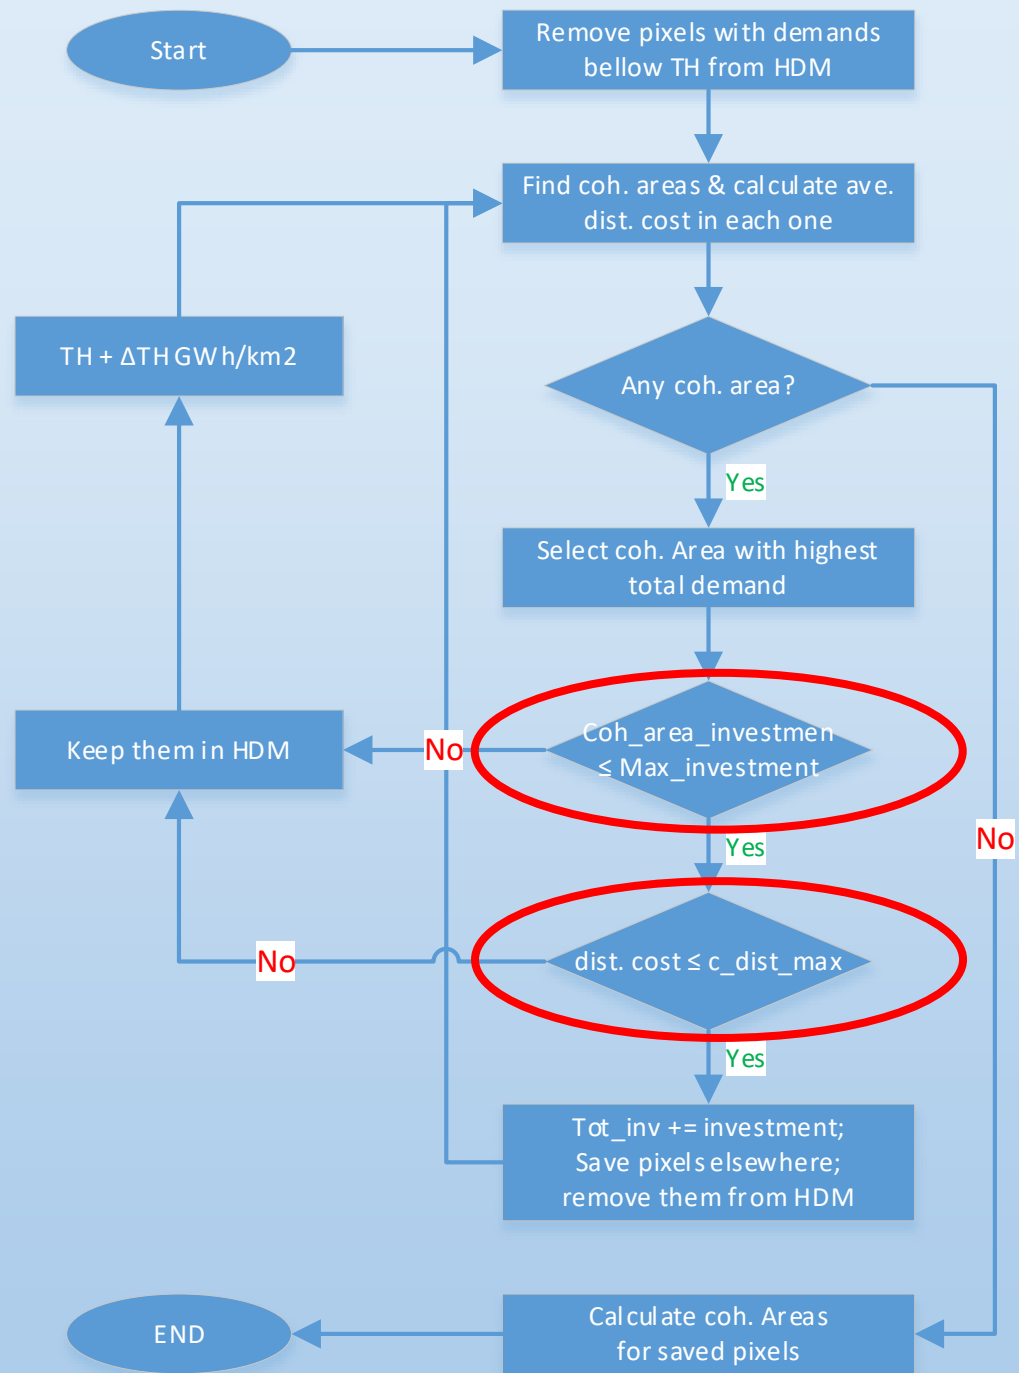 Start
Remove pixels with demands
bellow TH from HDM
Find coh. areas & calculate ave.
dist. cost in each one
TH + ΔTH GWh/km2
Any coh. area?
Yes
Select coh. Area with highest
total demand
Coh_area_investmen
≤ Max_investment
No
Keep them in HDM
Yes
No
dist. cost ≤ c_dist_max
No
Yes
Tot_inv += investment;
Save pixels elsewhere;
remove them from HDM
Calculate coh. Areas
for saved pixels
END